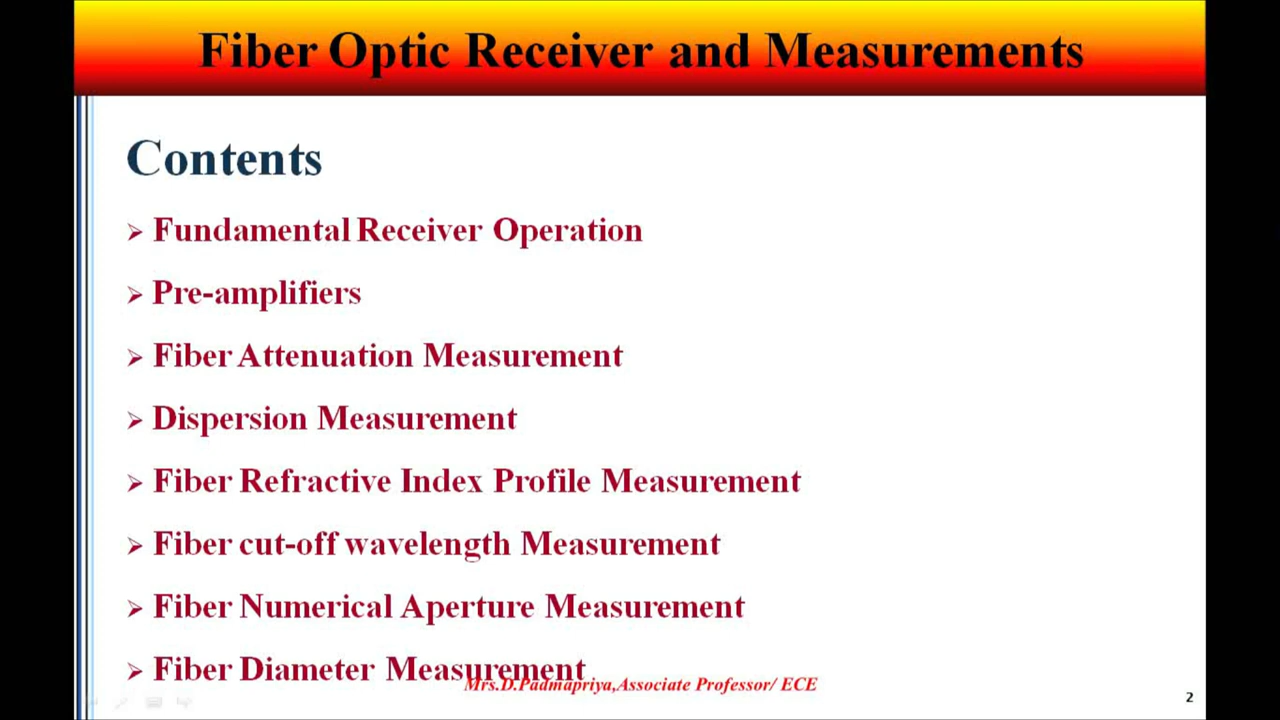 Fiber Optic Receiver and Measurements
Contents
Fundamental Receiver Operation
Pre-amplifiers
Fiber Attenuation Measurement
Dispersion Measurement
Fiber Refractive Index Profile Measurement
Fiber cut-off wavelength Measurement
Fiber Numerical Aperture Measurement
Fiber Diameter Measurement
Mrs.D.Padmapriya,Associate Professor/ ECE
2